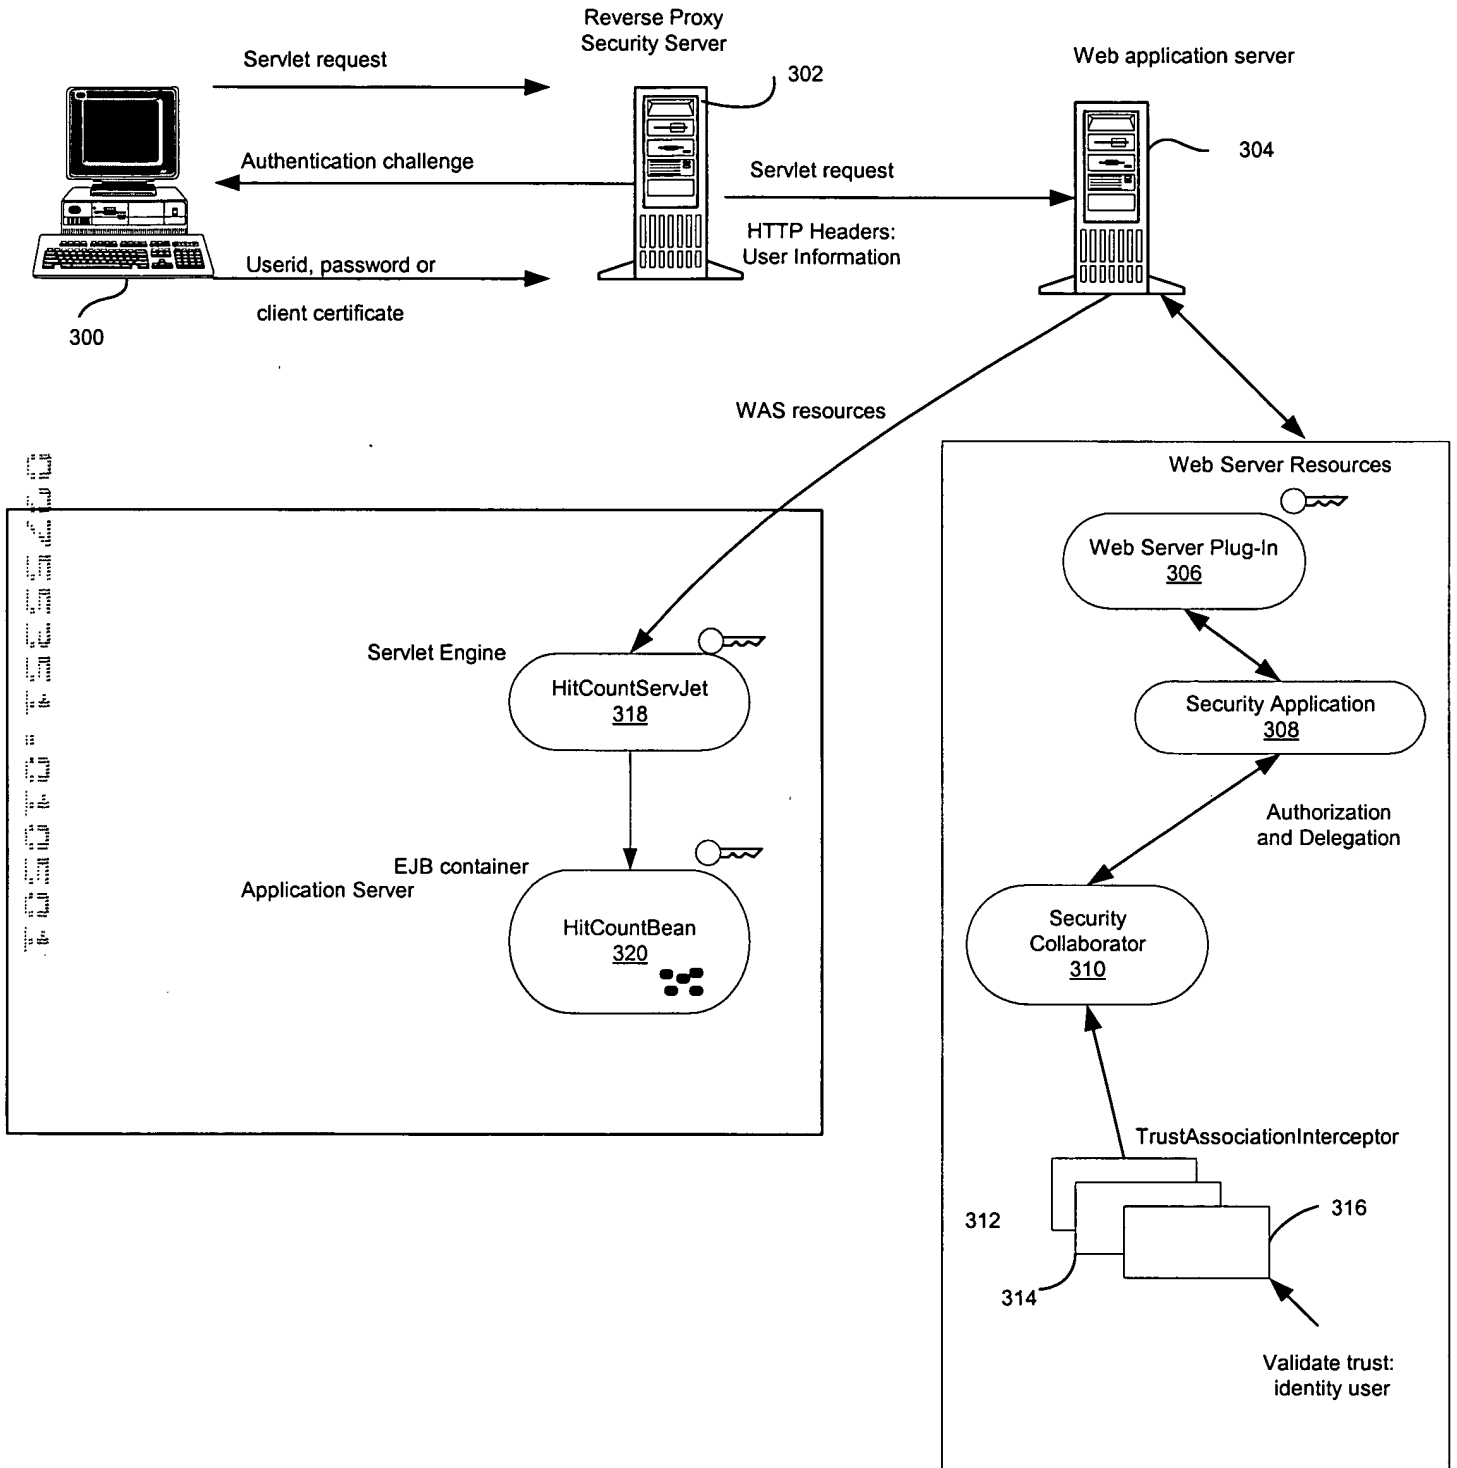 Reverse Proxy
Security Server
302
Servlet request
Web application server
304
Authentication challenge
Servlet request
HTTP Headers:
User Information
Userid, password or
client certificate
300
WAS resources
Web Server Resources
Web Server Plug-In
306
Security Application
308
Authorization
and Delegation
Security
Collaborator
310
TrustAssociationInterceptor
312
314
316
Validate trust:
identity user
Servlet Engine
HitCountServJet
318
EJB container
Application Server
HitCountBean
320
09755351.010501